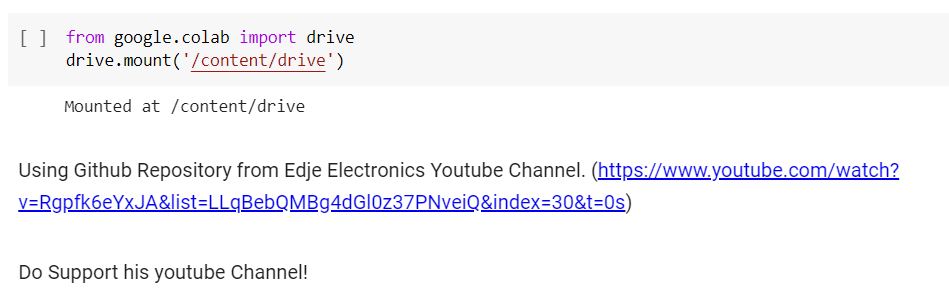 [ ] from google.colab import drive
drive.mount('/content/drive')
Mounted at /content/drive
Using Github Repository from Edje Electronics Youtube Channel. (https://www.youtube.com/watch?
v=Rgpfk6eYxJA&list=LLqBebQMBg4dGl0z37PNveiQ&index=30&t=0s)
Do Support his youtube Channel!